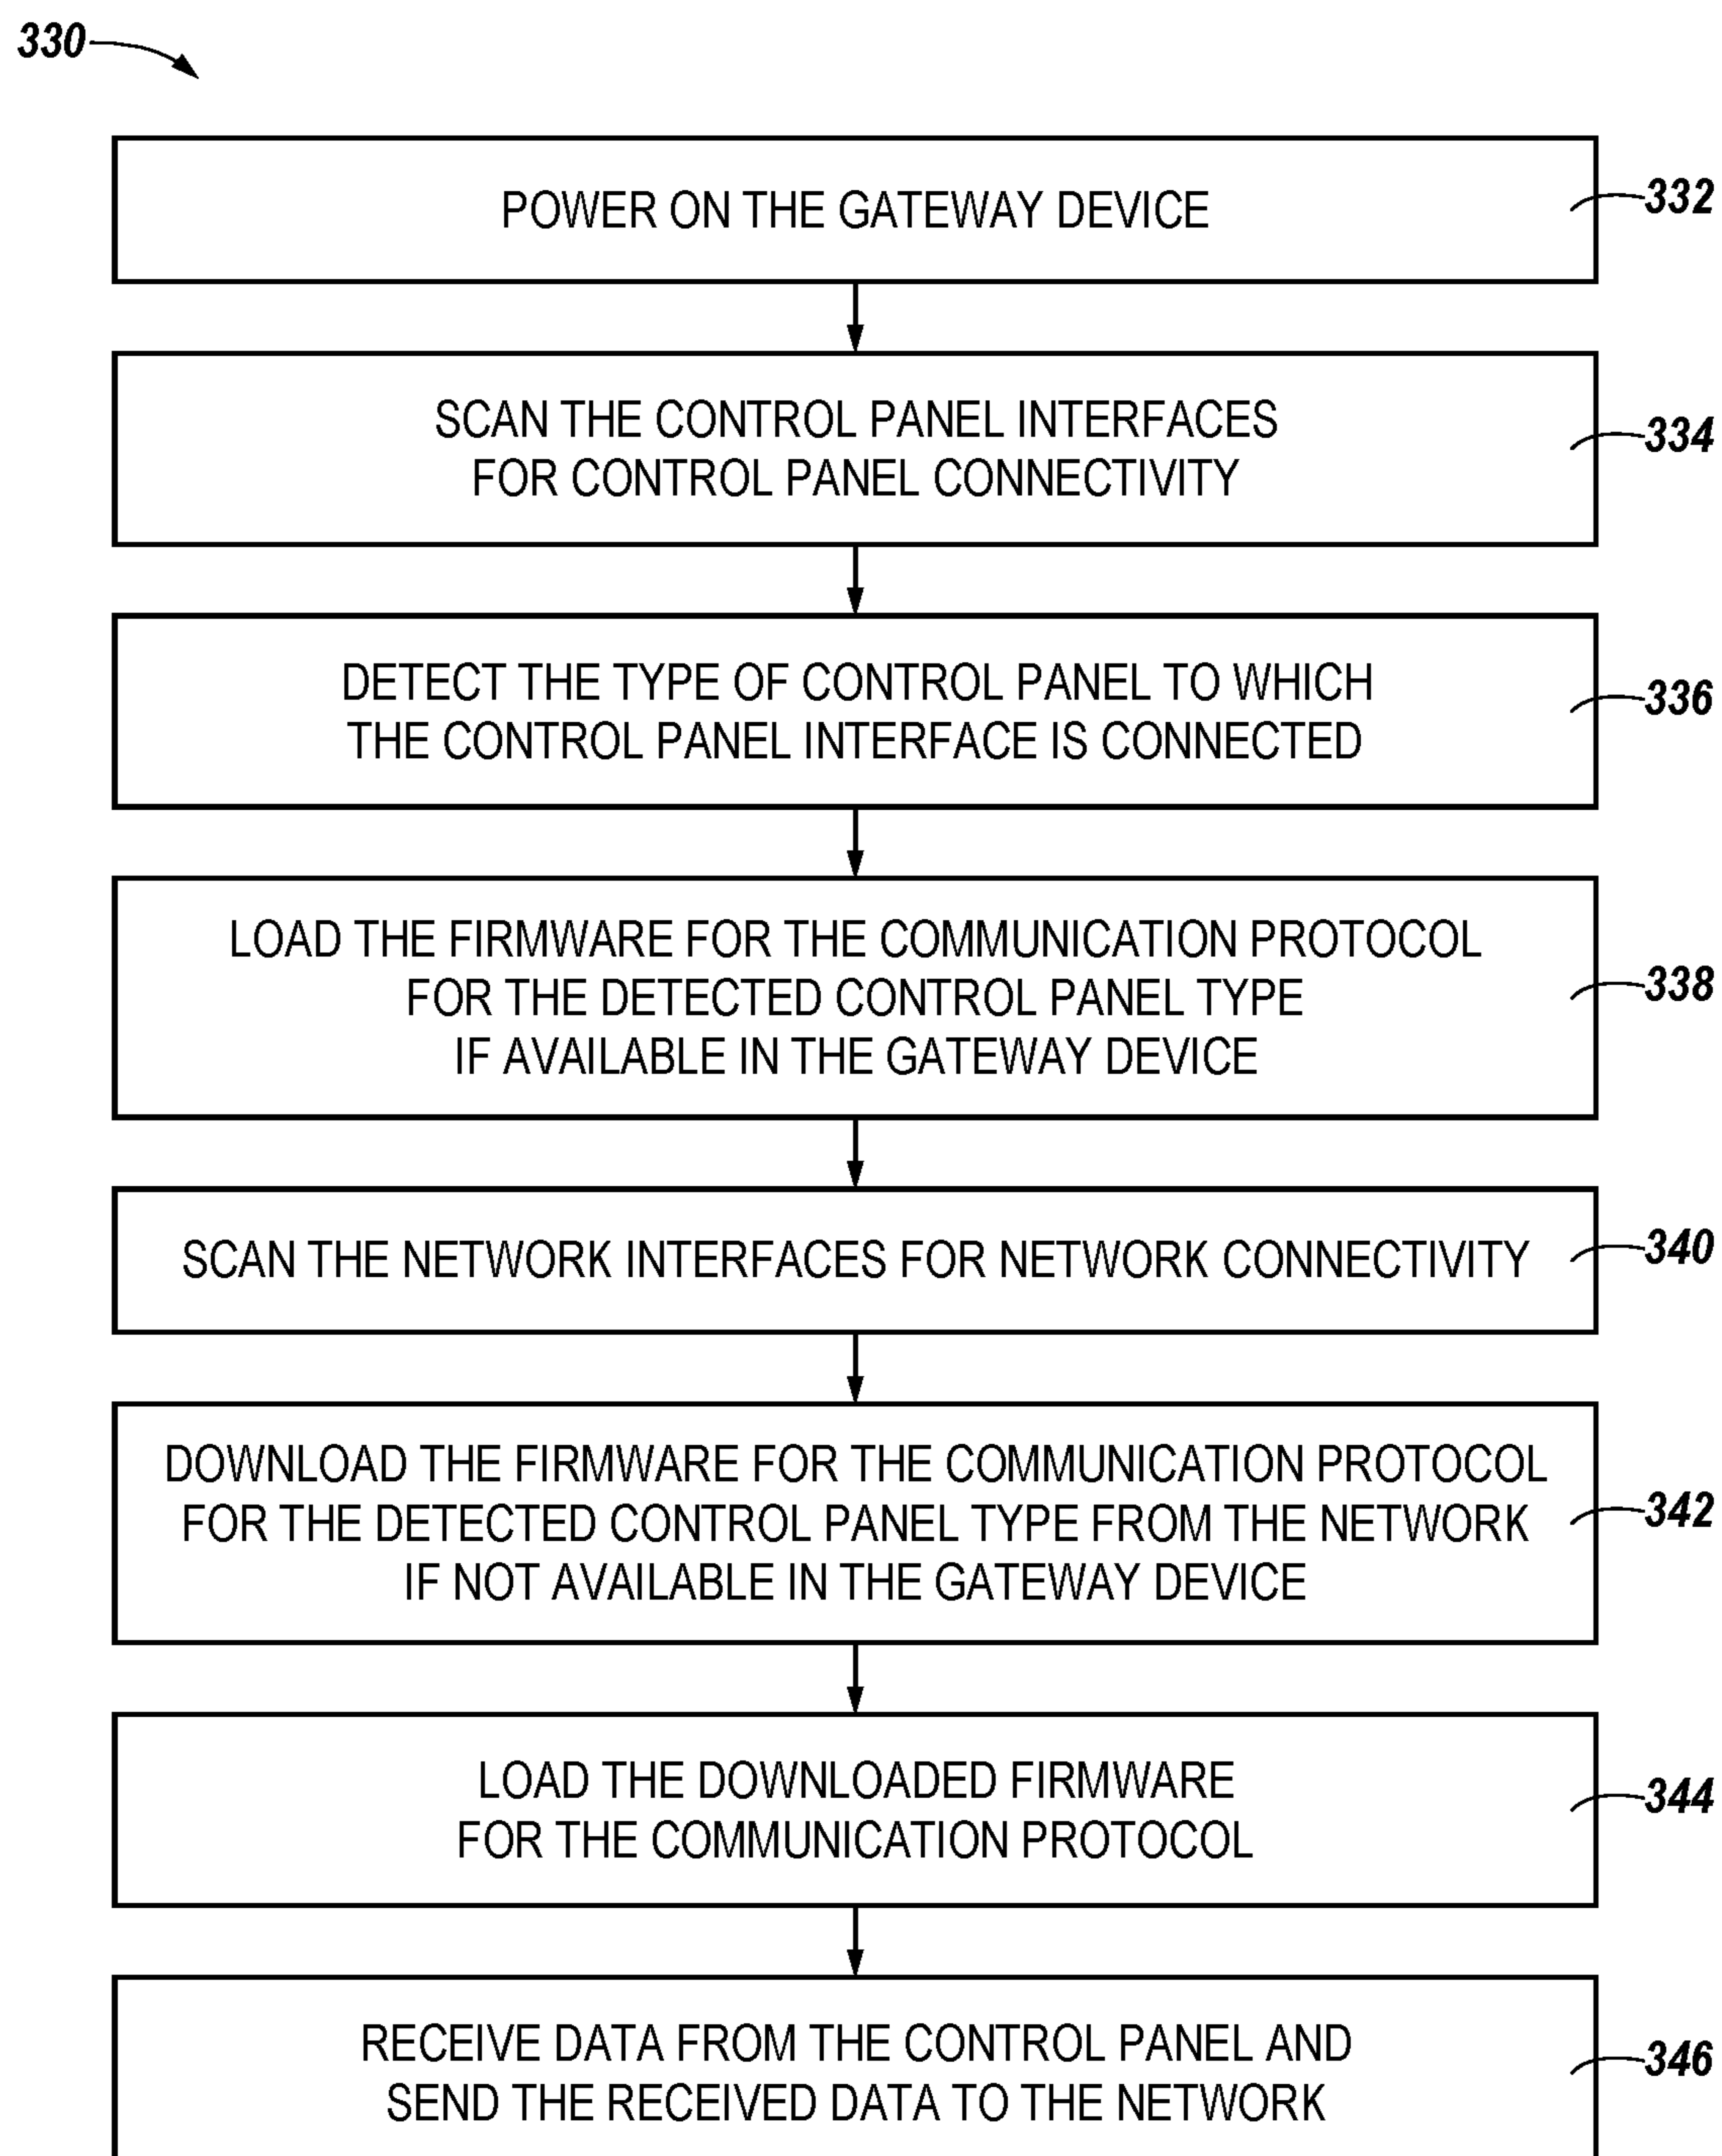 330
POWER ON THE GATEWAY DEVICE
332
SCAN THE CONTROL PANEL INTERFACES
FOR CONTROL PANEL CONNECTIVITY
334
DETECT THE TYPE OF CONTROL PANEL TO WHICH
THE CONTROL PANEL INTERFACE IS CONNECTED
336
LOAD THE FIRMWARE FOR THE COMMUNICATION PROTOCOL
FOR THE DETECTED CONTROL PANEL TYPE
IF AVAILABLE IN THE GATEWAY DEVICE
338
SCAN THE NETWORK INTERFACES FOR NETWORK CONNECTIVITY
340
DOWNLOAD THE FIRMWARE FOR THE COMMUNICATION PROTOCOL
FOR THE DETECTED CONTROL PANEL TYPE FROM THE NETWORK
IF NOT AVAILABLE IN THE GATEWAY DEVICE
342
LOAD THE DOWNLOADED FIRMWARE
FOR THE COMMUNICATION PROTOCOL
344
RECEIVE DATA FROM THE CONTROL PANEL AND
SEND THE RECEIVED DATA TO THE NETWORK
346